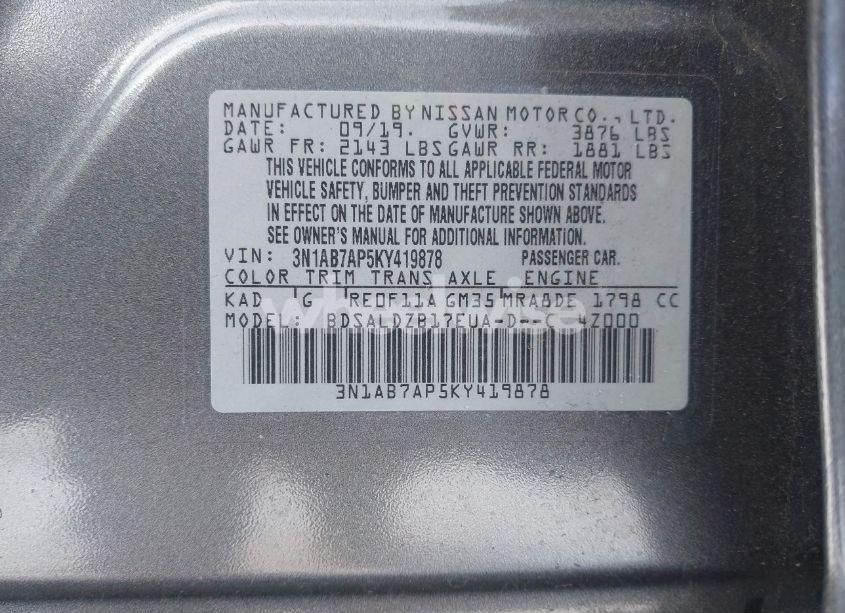 MANUFACTURED BY NISSAN MOTOR CO., LTD.
DATE: 09/19. GVWR: 3876 LBS
GAWR FR: 2143 LBS GAWR RR: 1881 LBS
THIS VEHICLE CONFORMS TO ALL APPLICABLE FEDERAL MOTOR
VEHICLE SAFETY, BUMPER AND THEFT PREVENTION STANDARDS
IN EFFECT ON THE DATE OF MANUFACTURE SHOWN ABOVE.
SEE OWNER'S MANUAL FOR ADDITIONAL INFORMATION.
VIN: 3N1AB7AP5KY419878 PASSENGER CAR.
COLOR TRIM TRANS AXLE ENGINE
KAD G RE0F11A GM35 MRA8DE 1798 CC
MODEL: BDSALDZB17EUA-D--C 4Z000
3N1AB7AP5KY419878